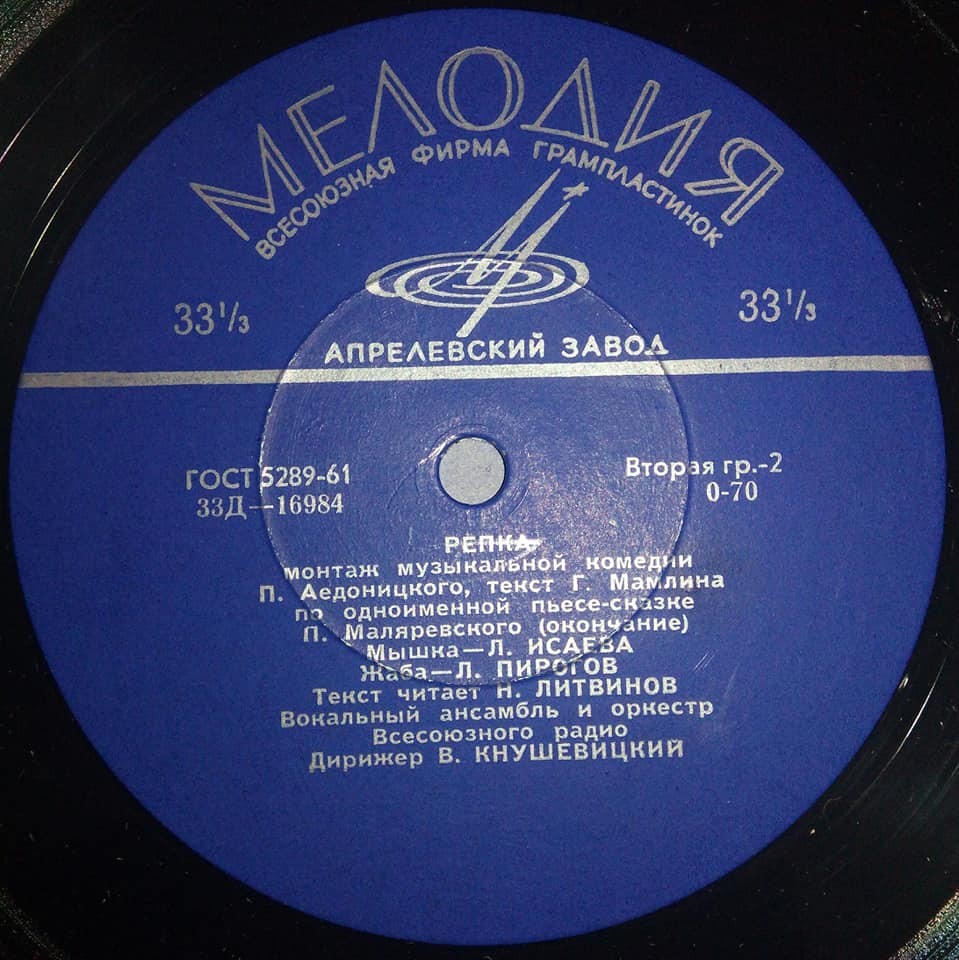 МЕЛОДИЯ
ВСЕСОЮЗНАЯ ФИРМА ГРАМПЛАСТИНОК
33⅓ 33⅓
АПРЕЛЕВСКИЙ ЗАВОД
ГОСТ 5289-61 Вторая гр.-2
33Д—16984 0-70
РЕПКА
монтаж музыкальной комедии
П. Аедоницкого, текст Г. Мамлина
по одноименной пьесе-сказке
П. Маляревского (окончание)
Мышка—Л. ИСАЕВА
Жаба—Л. ПИРОГОВ
Текст читает Н. ЛИТВИНОВ
Вокальный ансамбль и оркестр
Всесоюзного радио
Дирижер В. КНУШЕВИЦКИЙ